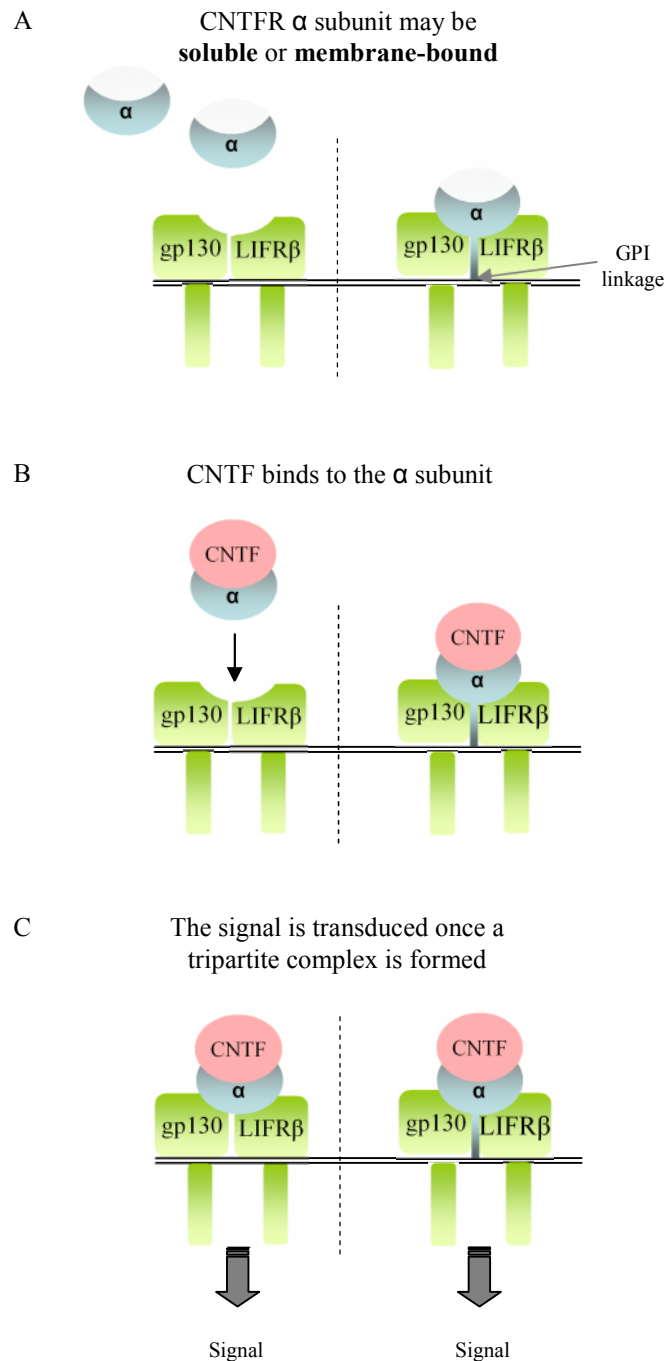 A
CNTFR α subunit may be
soluble or membrane-bound
α
α
α
gp130
LIFRβ
gp130
LIFRβ
GPI
linkage
B
CNTF binds to the α subunit
CNTF
α
CNTF
α
gp130
LIFRβ
gp130
LIFRβ
C
The signal is transduced once a
tripartite complex is formed
CNTF
α
CNTF
α
gp130
LIFRβ
gp130
LIFRβ
Signal
Signal